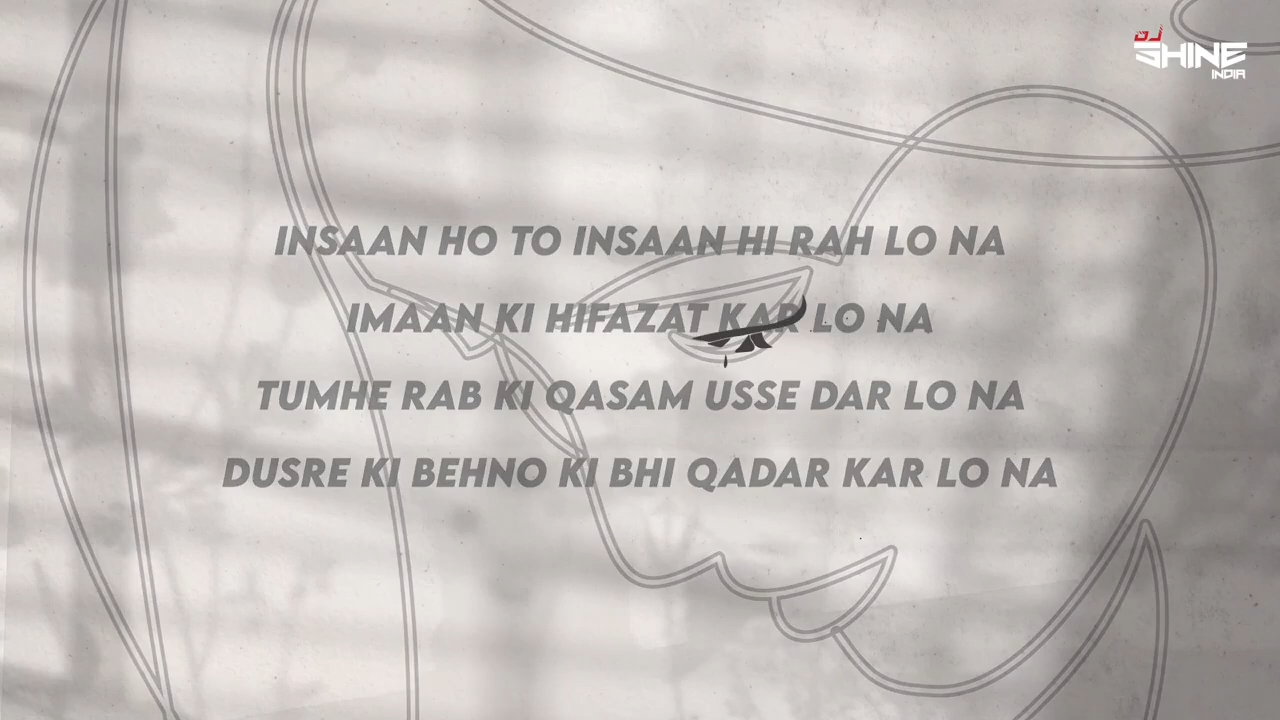 DJ
SHINE
INDIA
INSAAN HO TO INSAAN HI RAH LO NA
IMAAN KI HIFAZAT KAR LO NA
TUMHE RAB KI QASAM USSE DAR LO NA
DUSRE KI BEHNO KI BHI QADAR KAR LO NA